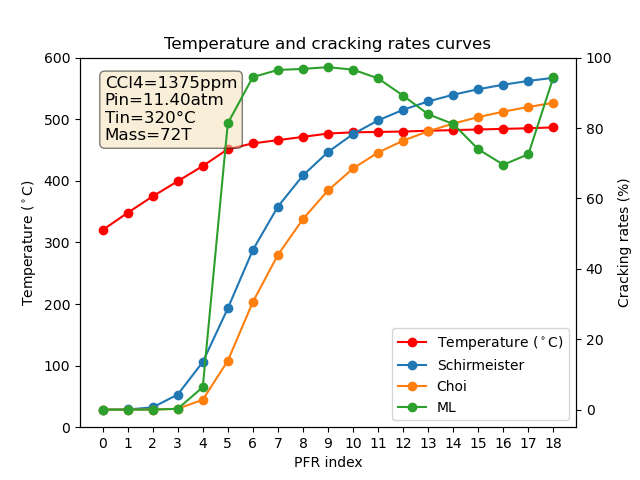 Temperature and cracking rates curves
CCl4=1375ppm
Pin=11.40atm
Tin=320°C
Mass=72T
600
500
400
300
200
100
0
Temperature (°C)
100
80
60
40
20
0
Cracking rates (%)
Temperature (°C)
Schirmeister
Choi
ML
0 1 2 3 4 5 6 7 8 9 10 11 12 13 14 15 16 17 18
PFR index